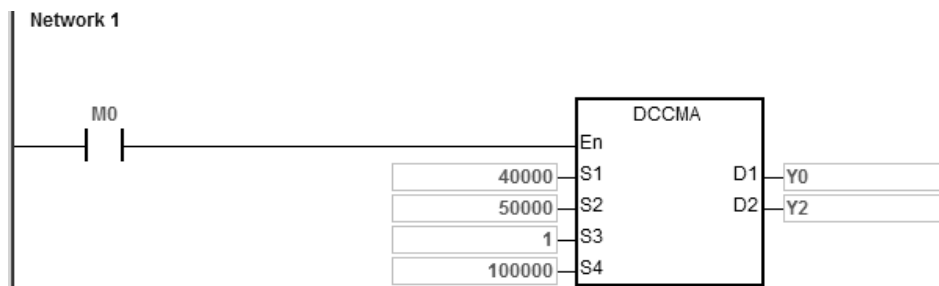 Network 1
M0
DCCMA
En
40000 S1 D1 Y0
50000 S2 D2 Y2
1 S3
100000 S4